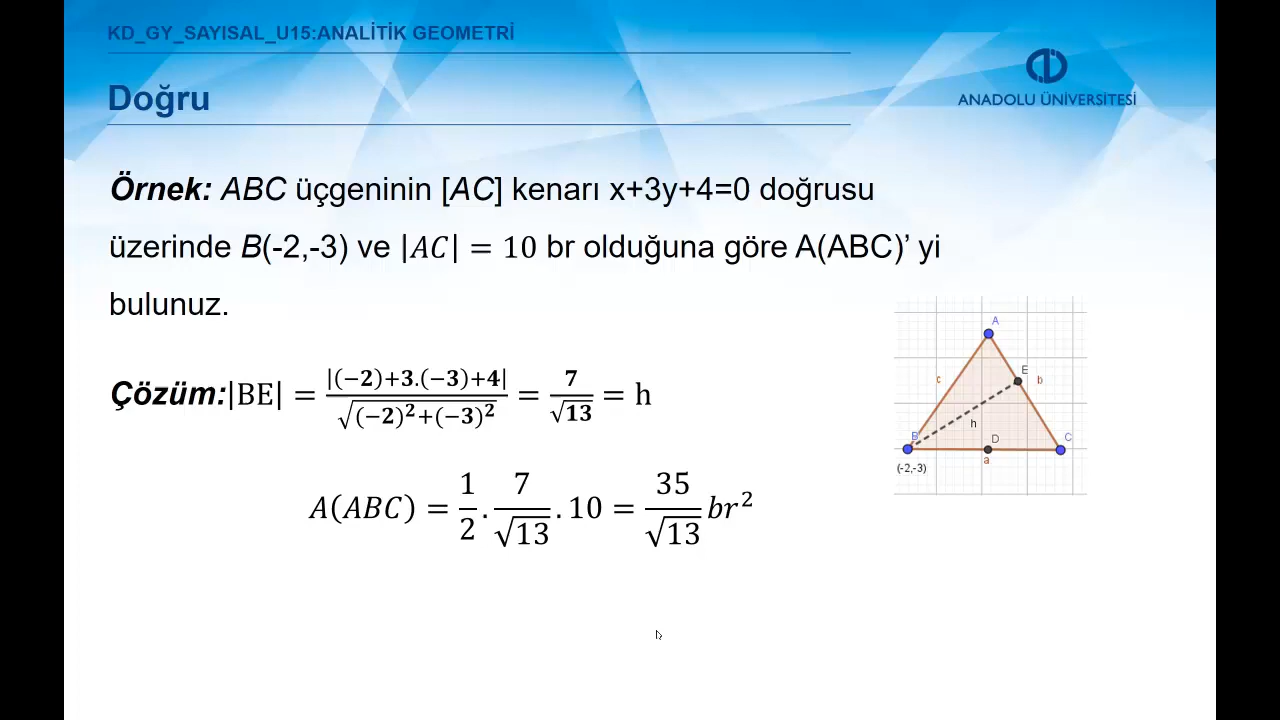 KD_GY_SAYISAL_U15:ANALİTİK GEOMETRİ
Doğru
ANADOLU ÜNİVERSİTESİ
Örnek: ABC üçgeninin [AC] kenarı x+3y+4=0 doğrusu
üzerinde B(-2,-3) ve |AC| = 10 br olduğuna göre A(ABC)’ yi
bulunuz.
Çözüm:|BE| = |(−2)+3.(−3)+4| / √((−2)²+(−3)²) = 7/√13 = h
A(ABC) = 1/2 . 7/√13 . 10 = 35/√13 br²
A
c
E
b
h
B
D
C
a
(-2,-3)